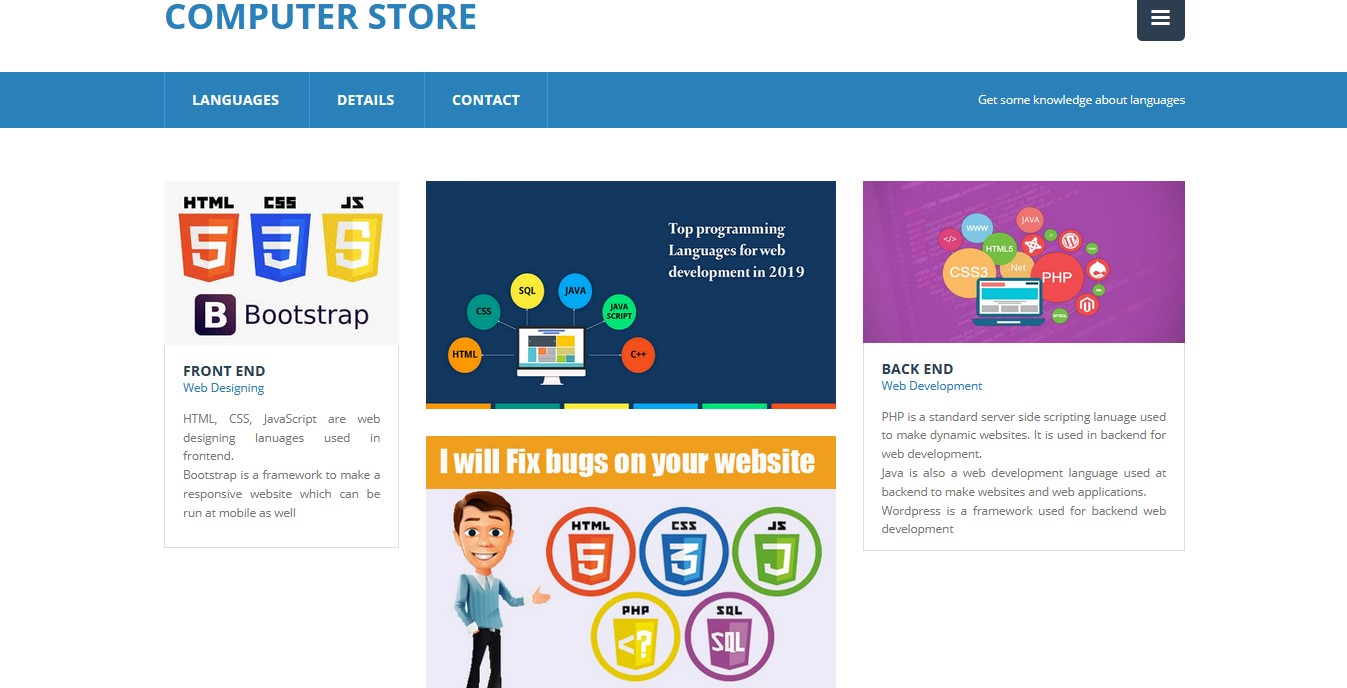 COMPUTER STORE
LANGUAGES
DETAILS
CONTACT
Get some knowledge about languages
HTML CSS JS
5 3 5
B Bootstrap
FRONT END
Web Designing
HTML, CSS, JavaScript are web
designing lanuages used in
frontend.
Bootstrap is a framework to make a
responsive website which can be
run at mobile as well
Top programming
Languages for web
development in 2019
SQL
JAVA
CSS
JAVA
SCRIPT
HTML
C++
I will Fix bugs on your website
HTML
5
CSS
3
JS
PHP
<?
SQL
SQL
JAVA
WWW
</>
HTML5
CSS3
.Net
PHP
BACK END
Web Development
PHP is a standard server side scripting lanuage used
to make dynamic websites. It is used in backend for
web development.
Java is also a web development language used at
backend to make websites and web applications.
Wordpress is a framework used for backend web
development